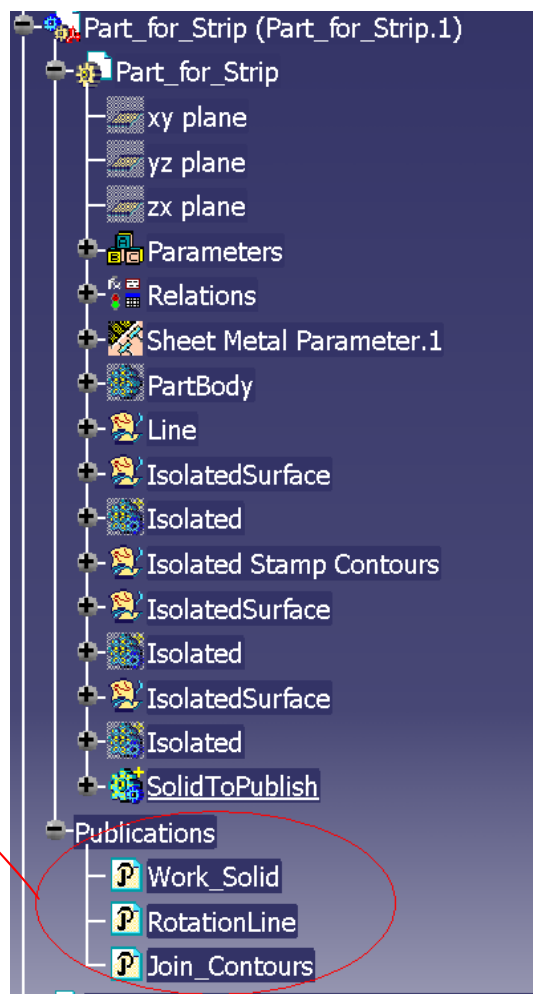 Part_for_Strip (Part_for_Strip.1)
Part_for_Strip
xy plane
yz plane
zx plane
Parameters
Relations
Sheet Metal Parameter.1
PartBody
Line
IsolatedSurface
Isolated
Isolated Stamp Contours
IsolatedSurface
Isolated
IsolatedSurface
Isolated
SolidToPublish
Publications
Work_Solid
RotationLine
Join_Contours